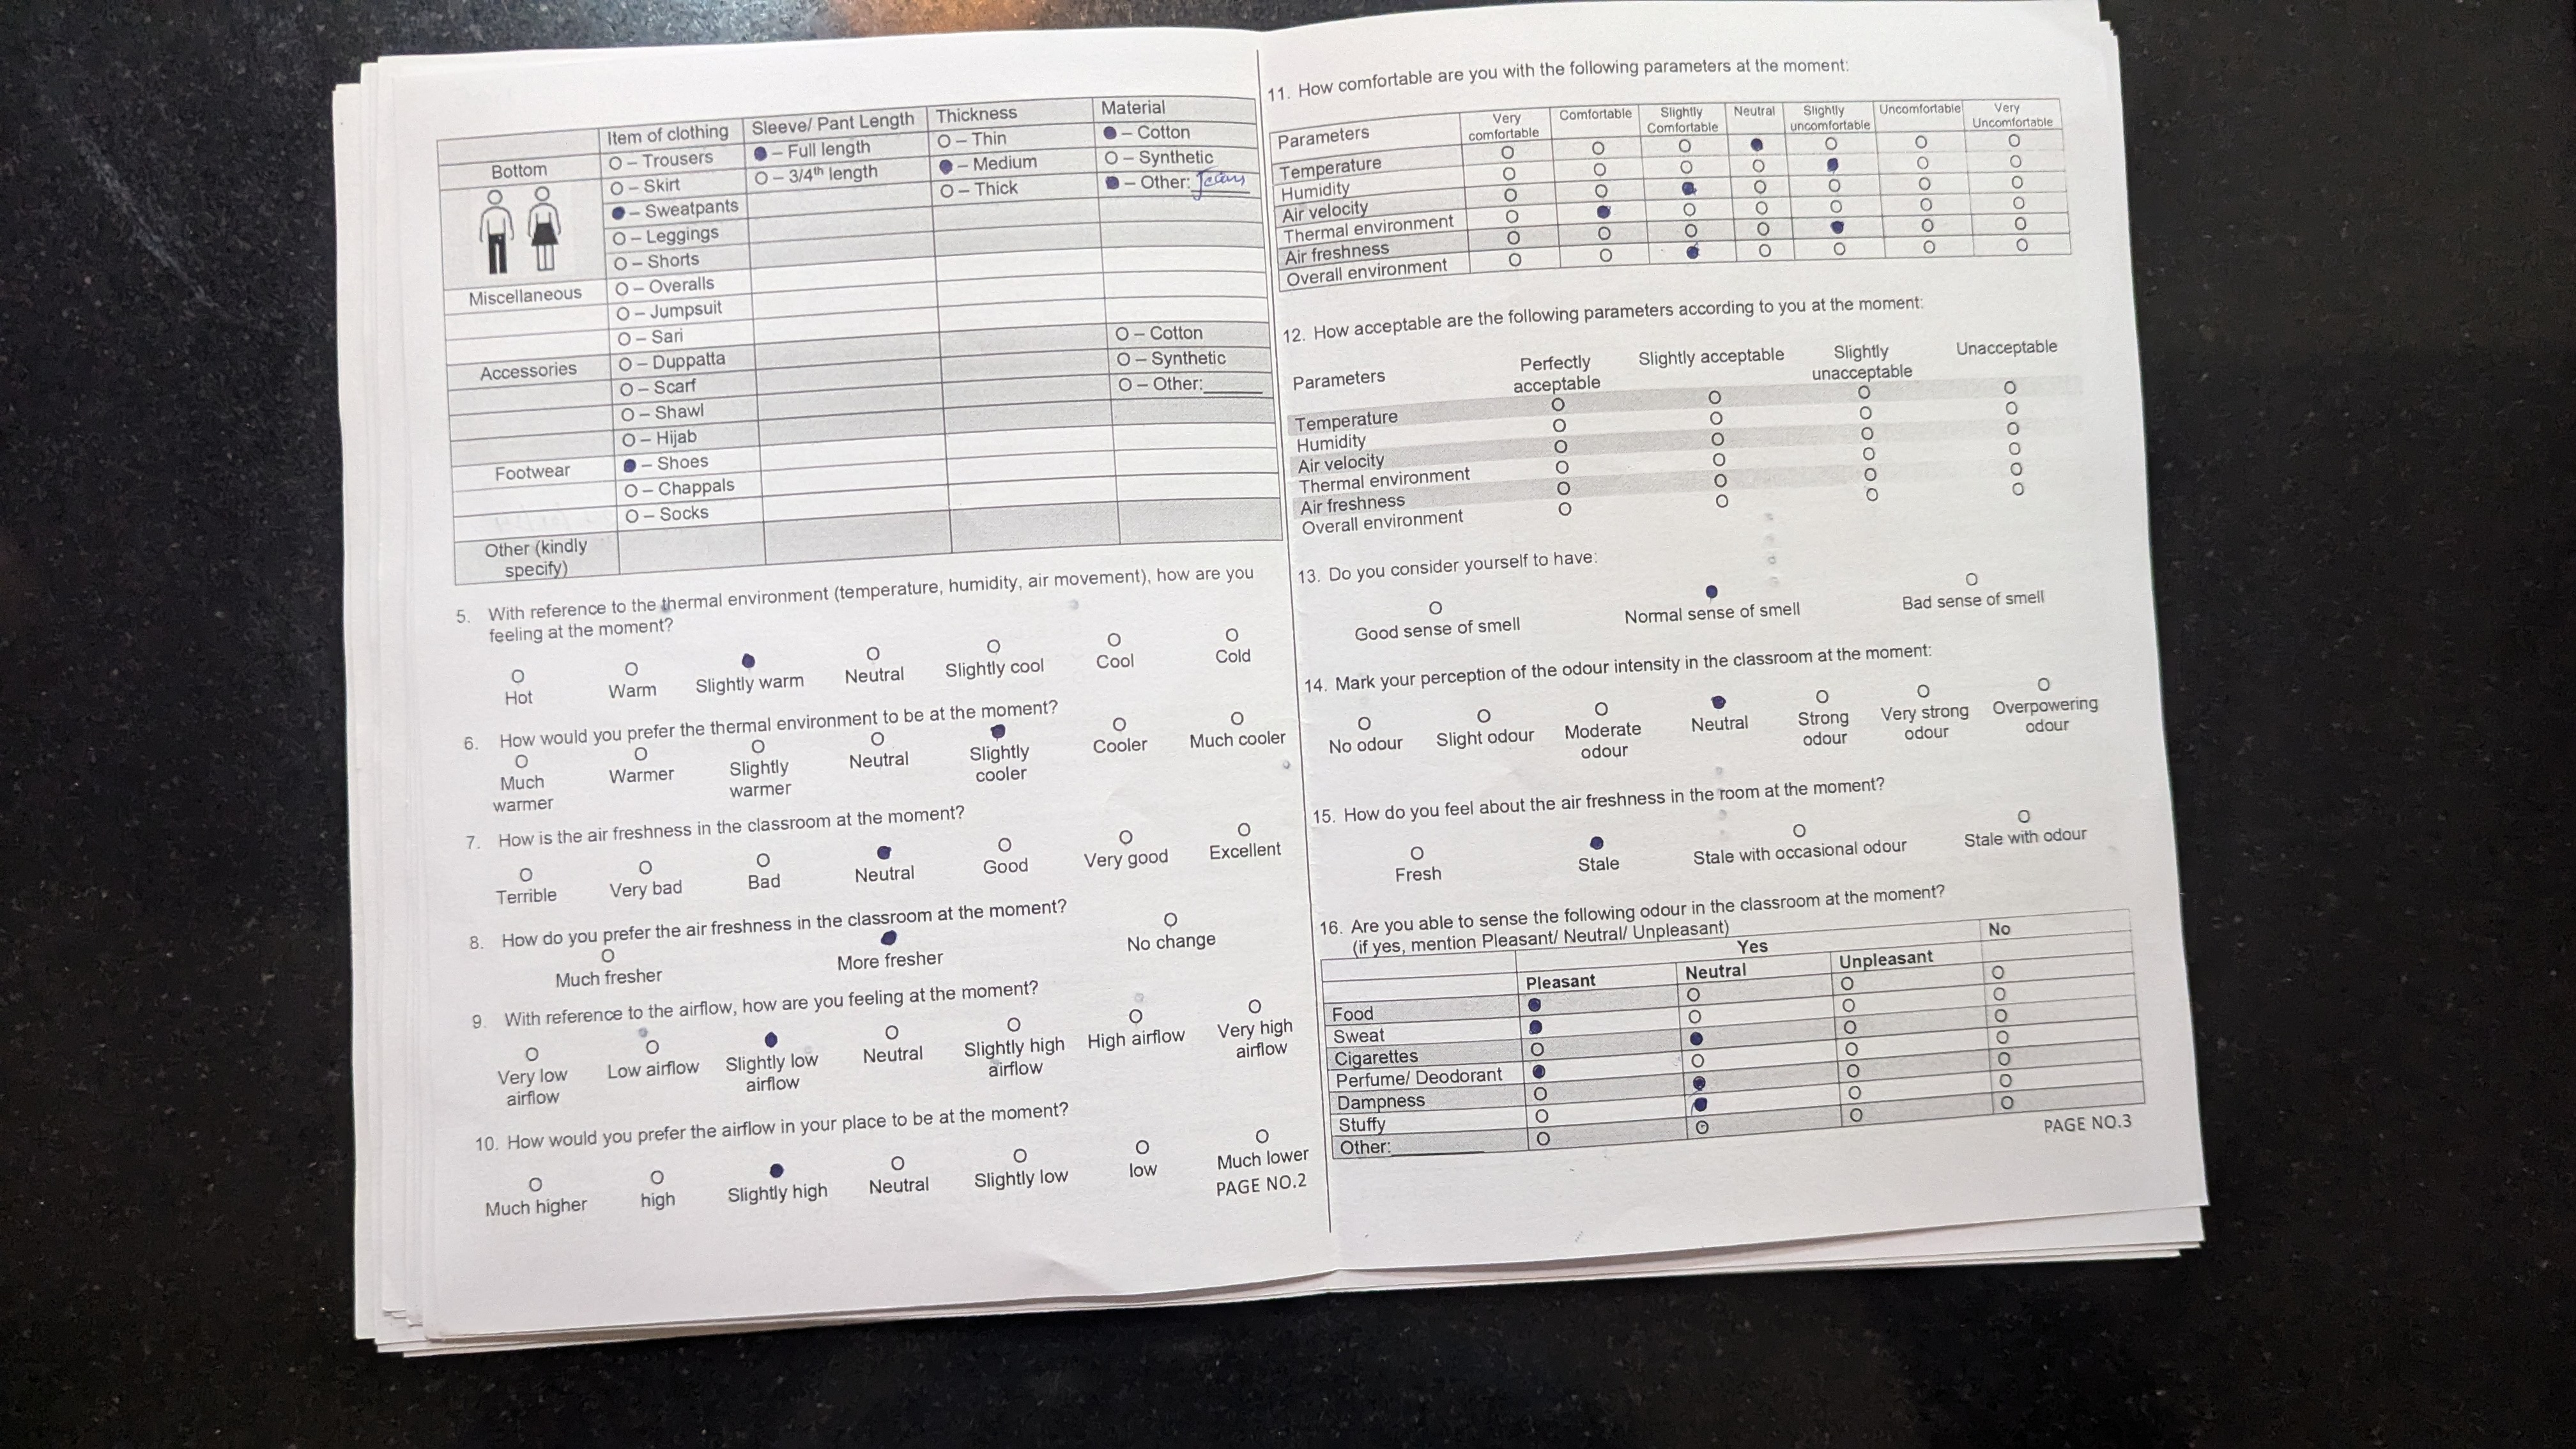 Item of clothing Sleeve/ Pant Length Thickness Material
Bottom O – Trousers ● – Full length O – Thin ● – Cotton
O – Skirt O – 3/4th length ● – Medium O – Synthetic
● – Sweatpants O – Thick ● – Other: Jeans
O – Leggings
O – Shorts
Miscellaneous O – Overalls
O – Jumpsuit
O – Sari O – Cotton
Accessories O – Duppatta O – Synthetic
O – Scarf O – Other:______
O – Shawl
O – Hijab
Footwear ● – Shoes
O – Chappals
O – Socks
Other (kindly
specify)
5. With reference to the thermal environment (temperature, humidity, air movement), how are you
feeling at the moment?
O O ● O O O O
Hot Warm Slightly warm Neutral Slightly cool Cool Cold
6. How would you prefer the thermal environment to be at the moment?
O O O O ● O O
Much Warmer Slightly Neutral Slightly Cooler Much cooler
warmer warmer cooler
7. How is the air freshness in the classroom at the moment?
O O O ● O O O
Terrible Very bad Bad Neutral Good Very good Excellent
8. How do you prefer the air freshness in the classroom at the moment?
O ● O
Much fresher More fresher No change
9. With reference to the airflow, how are you feeling at the moment?
O O ● O O O O
Very low Low airflow Slightly low Neutral Slightly high High airflow Very high
airflow airflow airflow airflow
10. How would you prefer the airflow in your place to be at the moment?
O O ● O O O O
Much higher high Slightly high Neutral Slightly low low Much lower
PAGE NO.2
11. How comfortable are you with the following parameters at the moment:
Parameters Very Comfortable Slightly Neutral Slightly Uncomfortable Very
comfortable Comfortable uncomfortable Uncomfortable
Temperature O O O ● O O O
Humidity O O O O ● O O
Air velocity O O ● O O O O
Thermal environment O ● O O O O O
Air freshness O O O O ● O O
Overall environment O O ● O O O O
12. How acceptable are the following parameters according to you at the moment:
Parameters Perfectly Slightly acceptable Slightly Unacceptable
acceptable unacceptable
Temperature O O O O
Humidity O O O O
Air velocity O O O O
Thermal environment O O O O
Air freshness O O O O
Overall environment O O O O
13. Do you consider yourself to have:
O ● O
Good sense of smell Normal sense of smell Bad sense of smell
14. Mark your perception of the odour intensity in the classroom at the moment:
O O O ● O O O
No odour Slight odour Moderate Neutral Strong Very strong Overpowering
odour odour odour odour
15. How do you feel about the air freshness in the room at the moment?
O ● O O
Fresh Stale Stale with occasional odour Stale with odour
16. Are you able to sense the following odour in the classroom at the moment?
(if yes, mention Pleasant/ Neutral/ Unpleasant)
Yes No
Pleasant Neutral Unpleasant
Food ● O O O
Sweat ● O O O
Cigarettes O ● O O
Perfume/ Deodorant ● O O O
Dampness O ● O O
Stuffy O ● O O
Other:__________ O O O O
PAGE NO.3